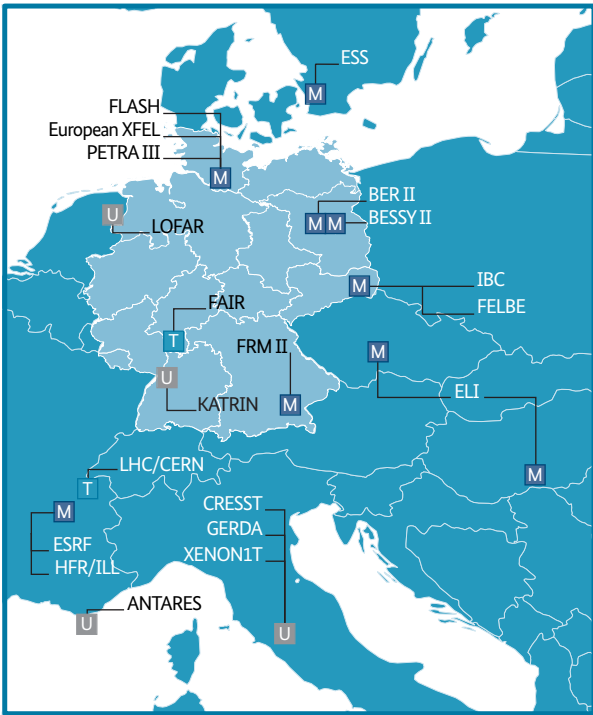 ESS
M
FLASH
European XFEL
PETRA III
M
BER II
M M BESSY II
U
LOFAR
IBC
M
FELBE
FAIR
T
FRM II
M
U
KATRIN
M
ELI
M
LHC/CERN
T
M
ESRF
HFR/ILL
CRESST
GERDA
XENON1T
ANTARES
U
U